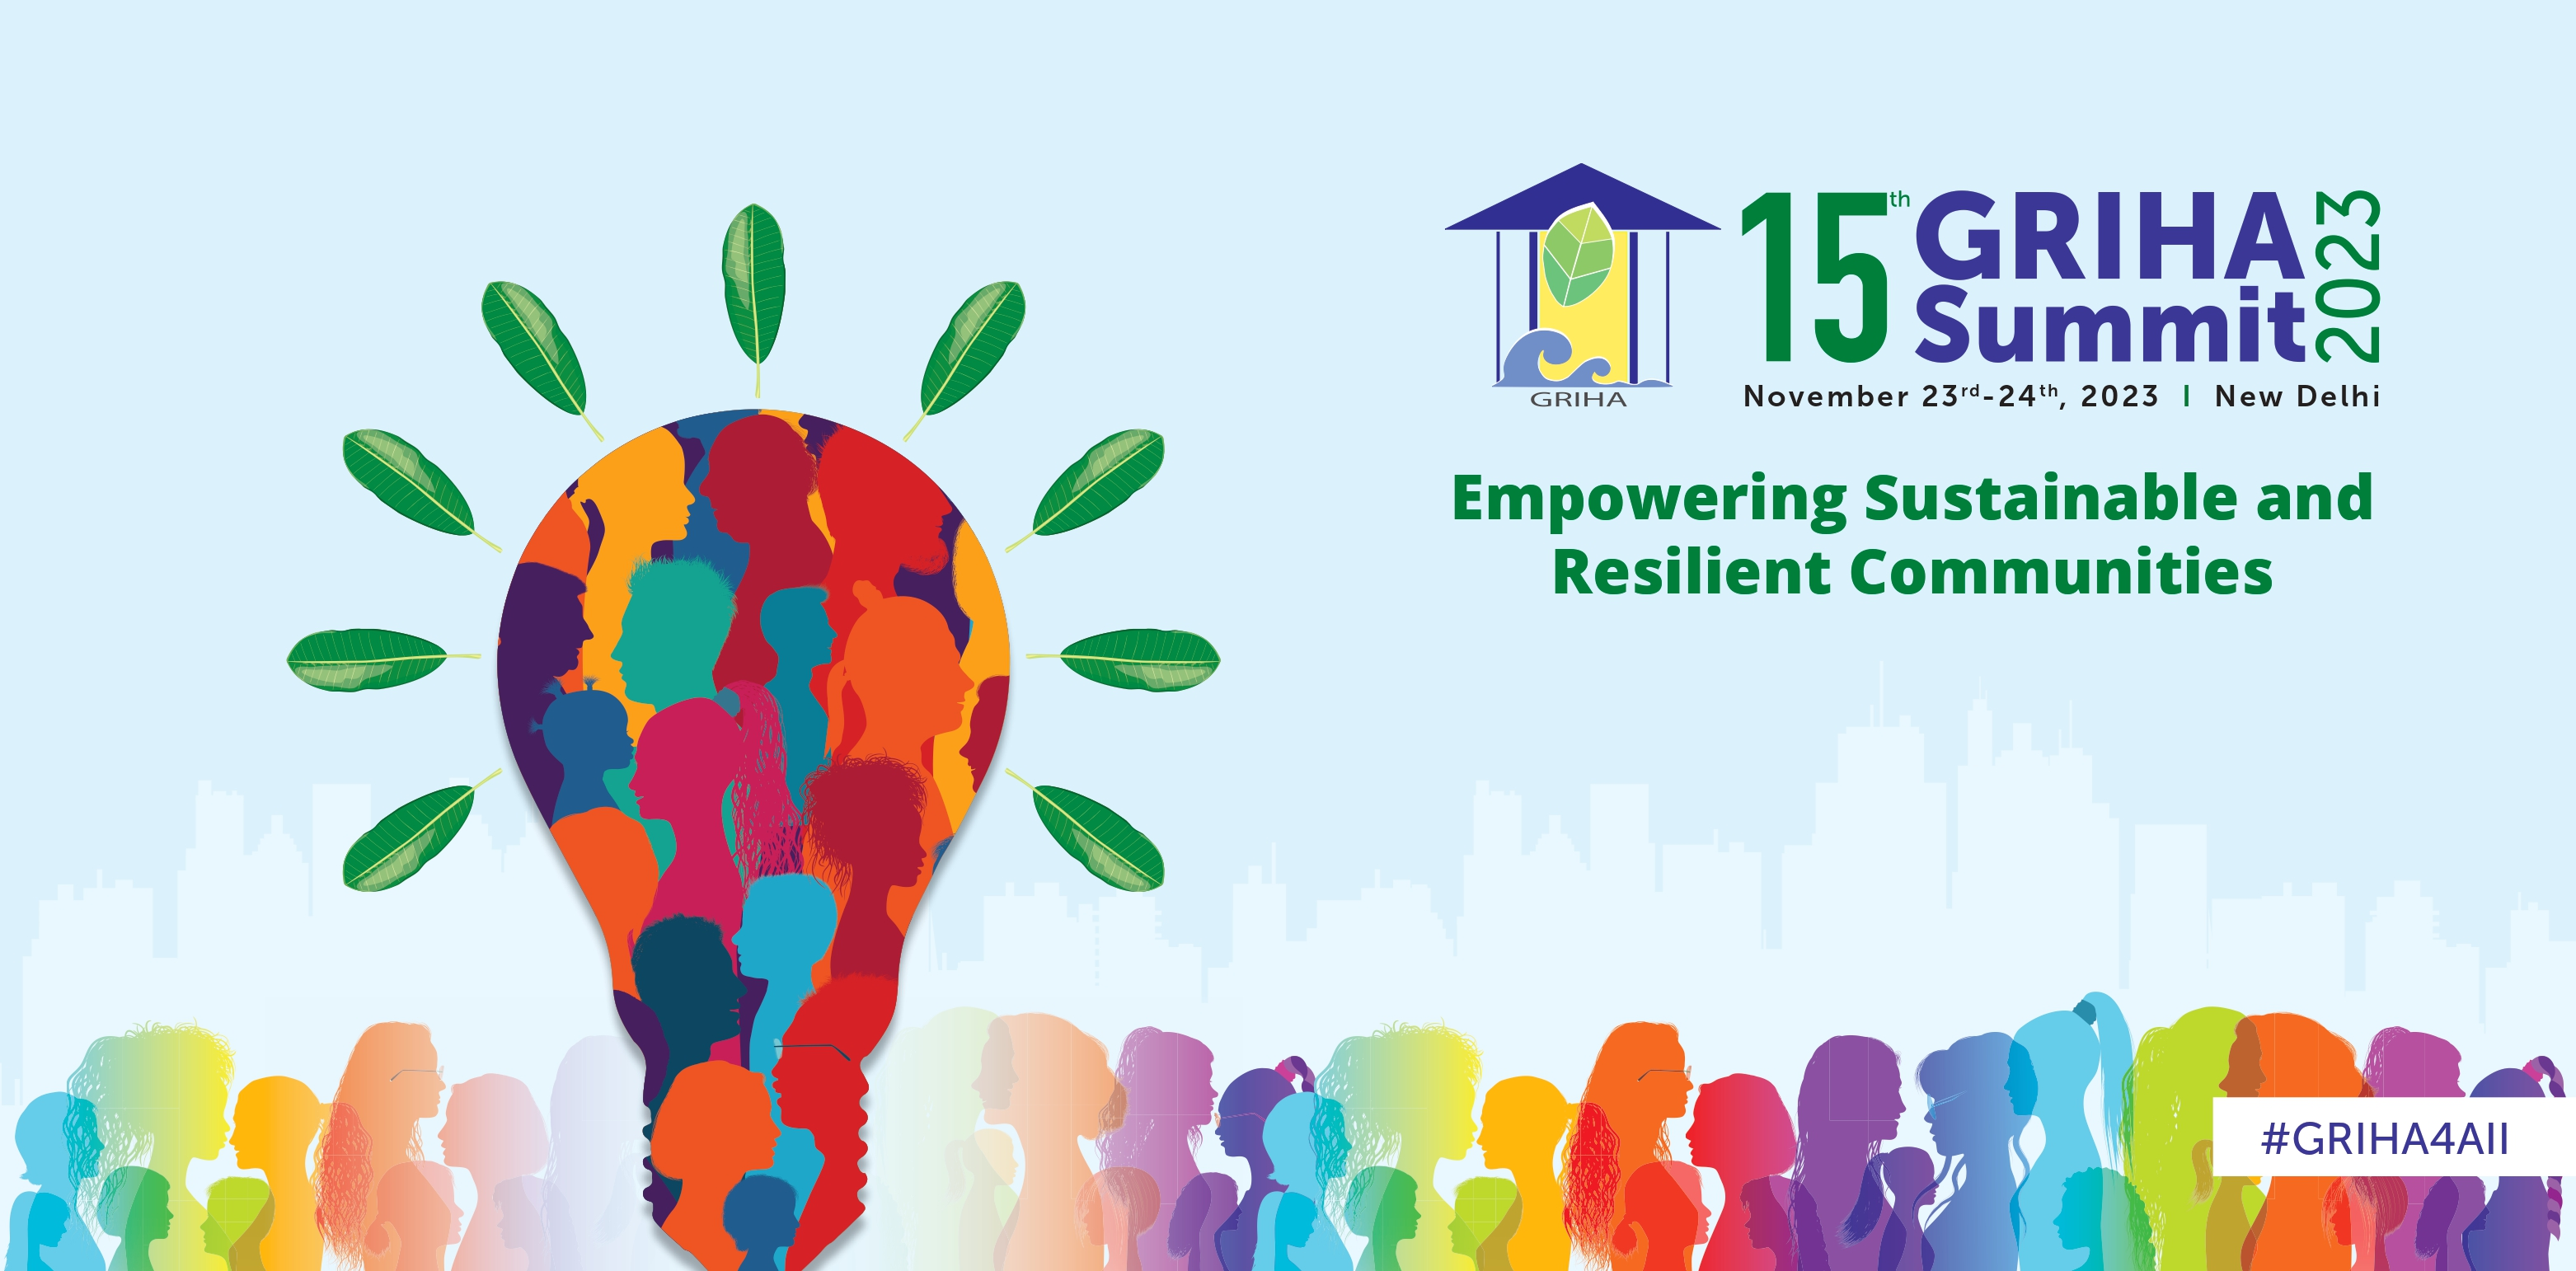 15th GRIHA
Summit 2023
GRIHA
November 23rd-24th, 2023 | New Delhi
Empowering Sustainable and
Resilient Communities
#GRIHA4All